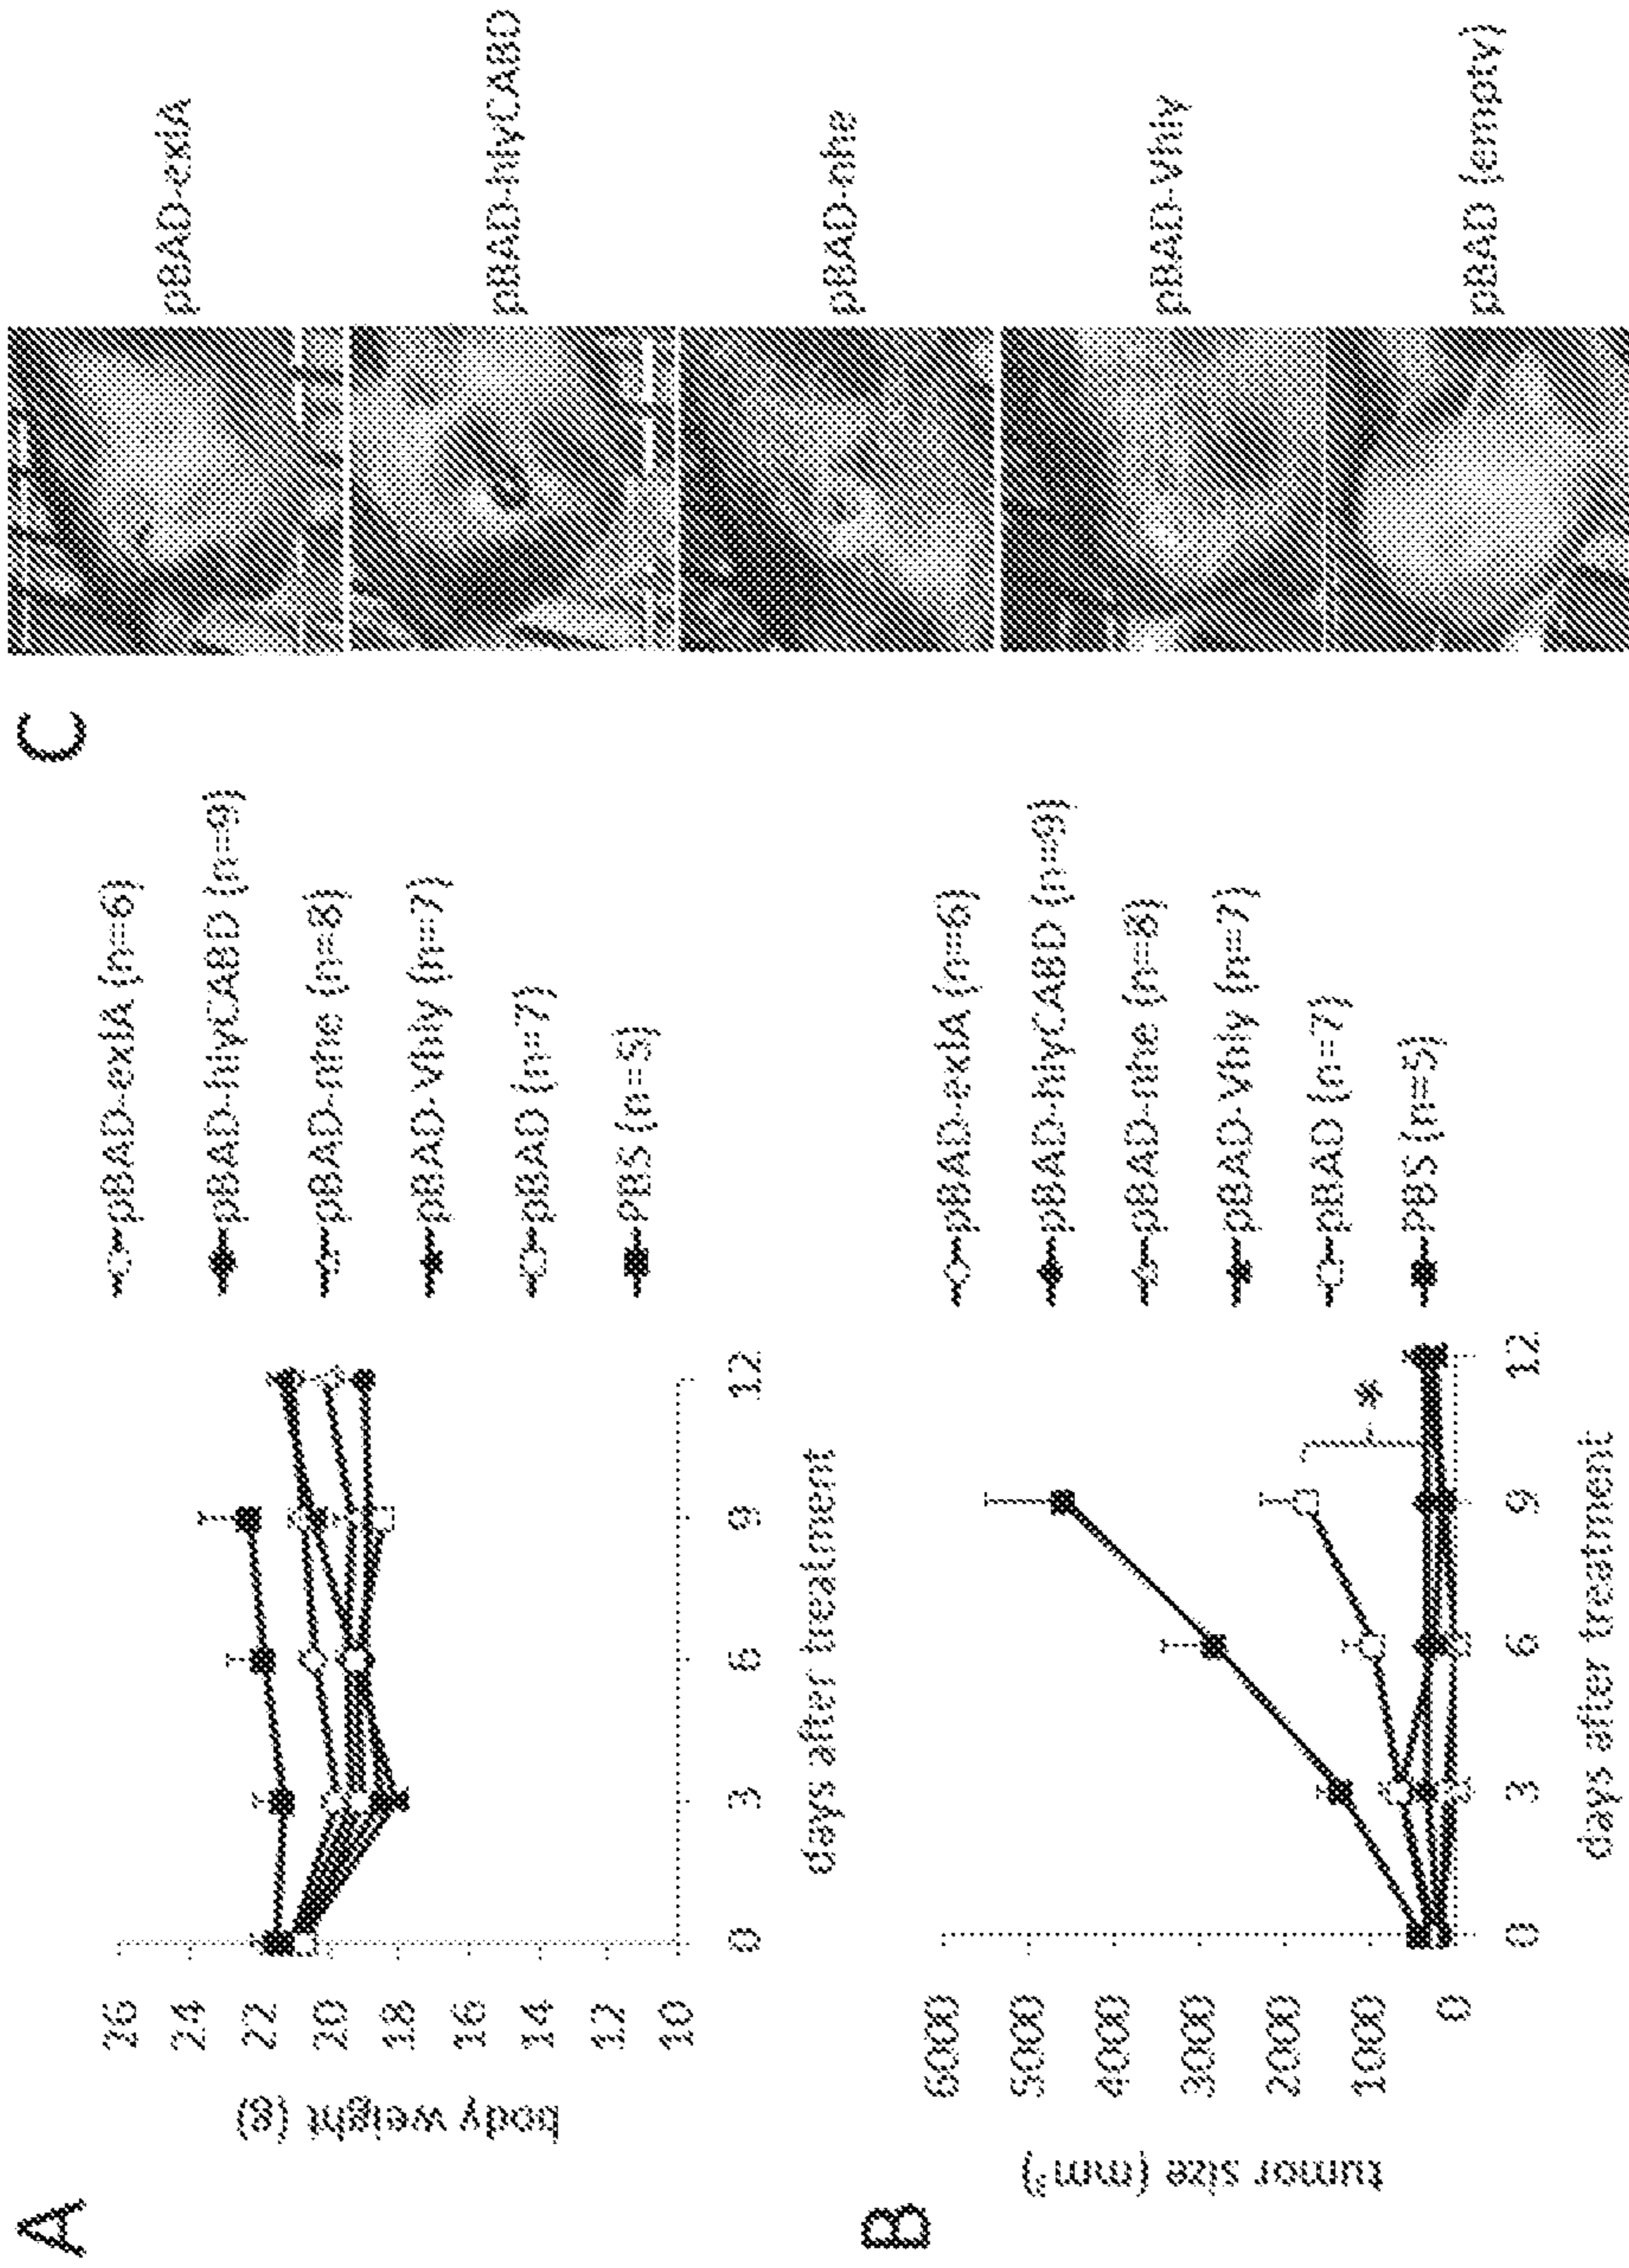 A
body weight (g)
26
24
22
20
18
16
14
12
10
0 3 6 9 12
days after treatment
pBAD-exlA (n=6)
pBAD-hlyCABD (n=9)
pBAD-nhe (n=8)
pBAD-Vhly (n=7)
pBAD (n=7)
PBS (n=5)
B
tumor size (mm³)
6000
5000
4000
3000
2000
1000
0
0 3 6 9 12
days after treatment
*
pBAD-exlA (n=6)
pBAD-hlyCABD (n=9)
pBAD-nhe (n=8)
pBAD-Vhly (n=7)
pBAD (n=7)
PBS (n=5)
C
pBAD-exlA
pBAD-hlyCABD
pBAD-nhe
pBAD-Vhly
pBAD (empty)